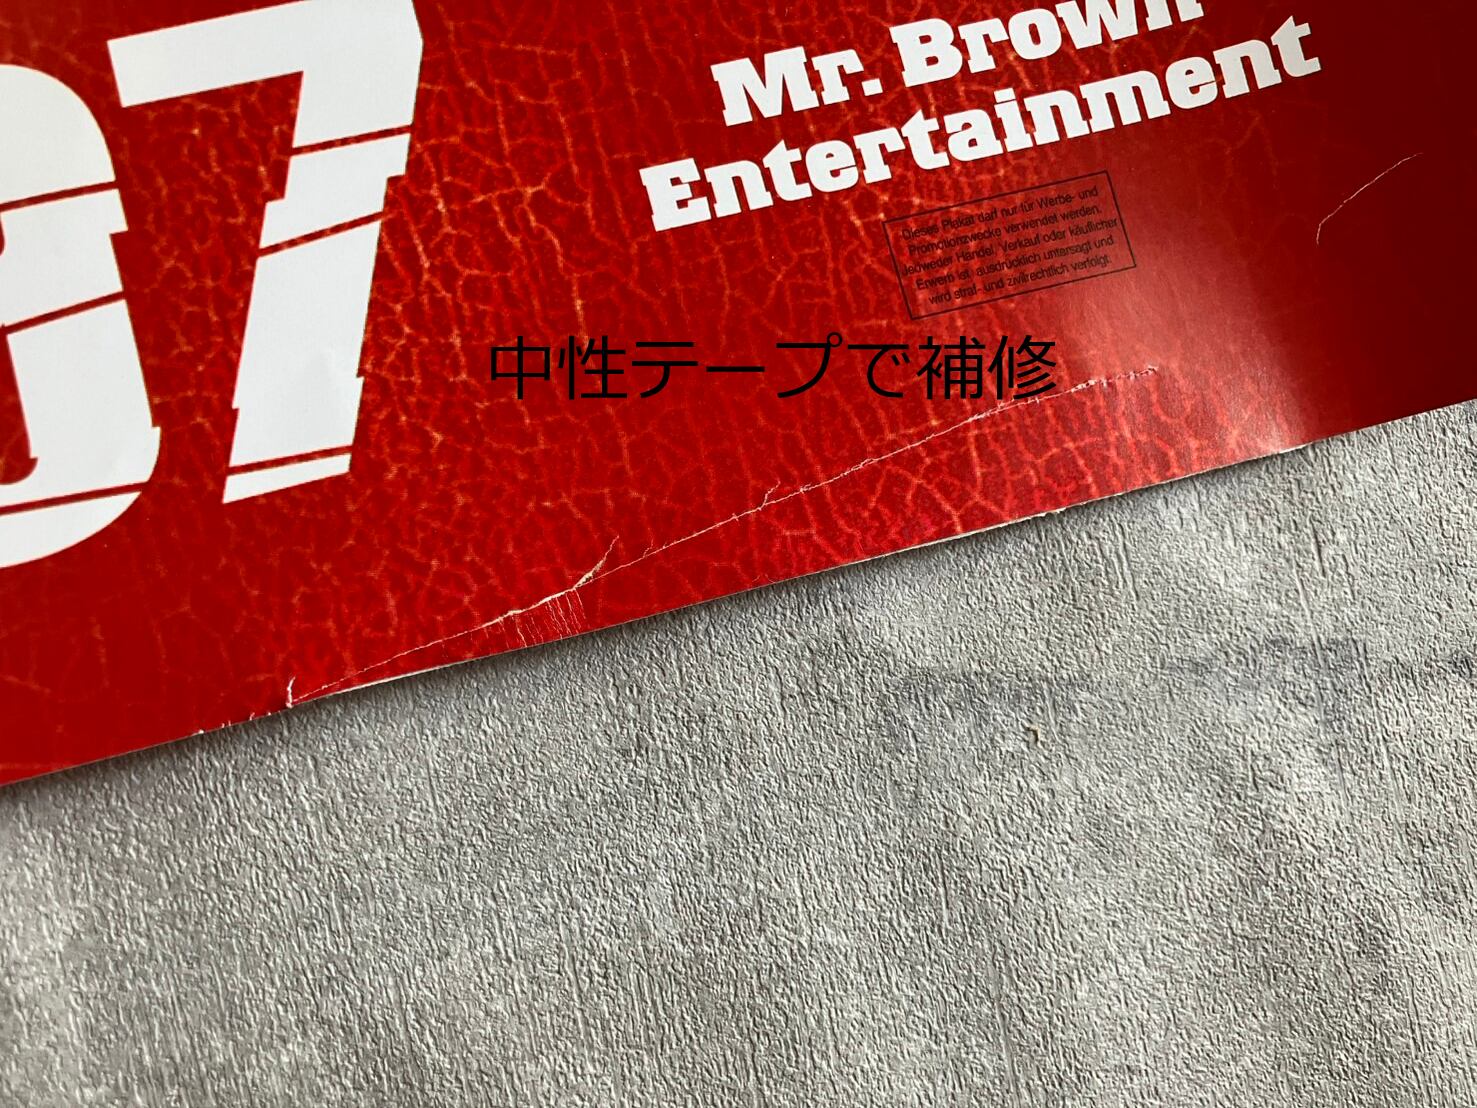 37
Mr. Brown
Entertainment
Dieses Plakat darf nur für Werbe- und
Promotionzwecke verwendet werden.
Jedweder Handel, Verkauf oder käuflicher
Erwerb ist ausdrücklich untersagt und
wird straf- und zivilrechtlich verfolgt.
中性テープで補修